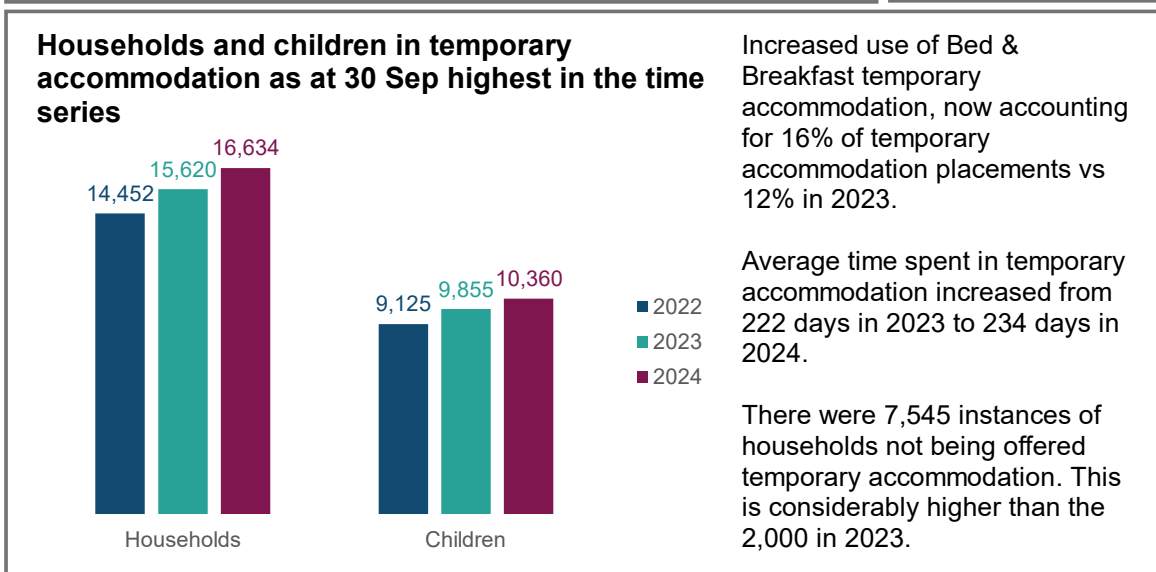 Households and children in temporary
accommodation as at 30 Sep highest in the time
series
16,634
15,620
14,452
10,360
9,855
9,125
2022
2023
2024
Households
Children
Increased use of Bed &
Breakfast temporary
accommodation, now accounting
for 16% of temporary
accommodation placements vs
12% in 2023.
Average time spent in temporary
accommodation increased from
222 days in 2023 to 234 days in
2024.
There were 7,545 instances of
households not being offered
temporary accommodation. This
is considerably higher than the
2,000 in 2023.